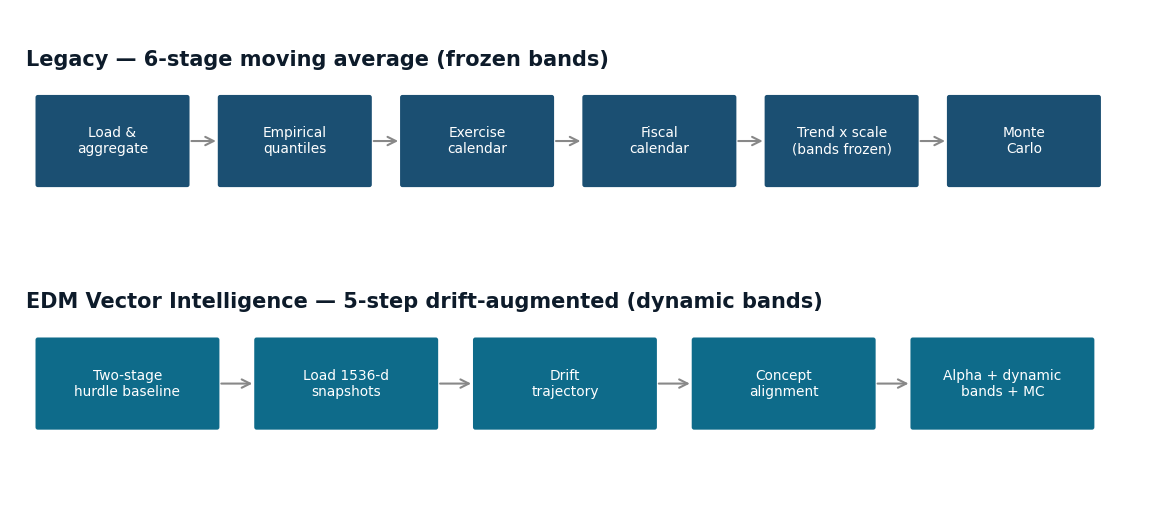 Legacy — 6-stage moving average (frozen bands)
Load &
aggregate
Empirical
quantiles
Exercise
calendar
Fiscal
calendar
Trend x scale
(bands frozen)
Monte
Carlo
EDM Vector Intelligence — 5-step drift-augmented (dynamic bands)
Two-stage
hurdle baseline
Load 1536-d
snapshots
Drift
trajectory
Concept
alignment
Alpha + dynamic
bands + MC